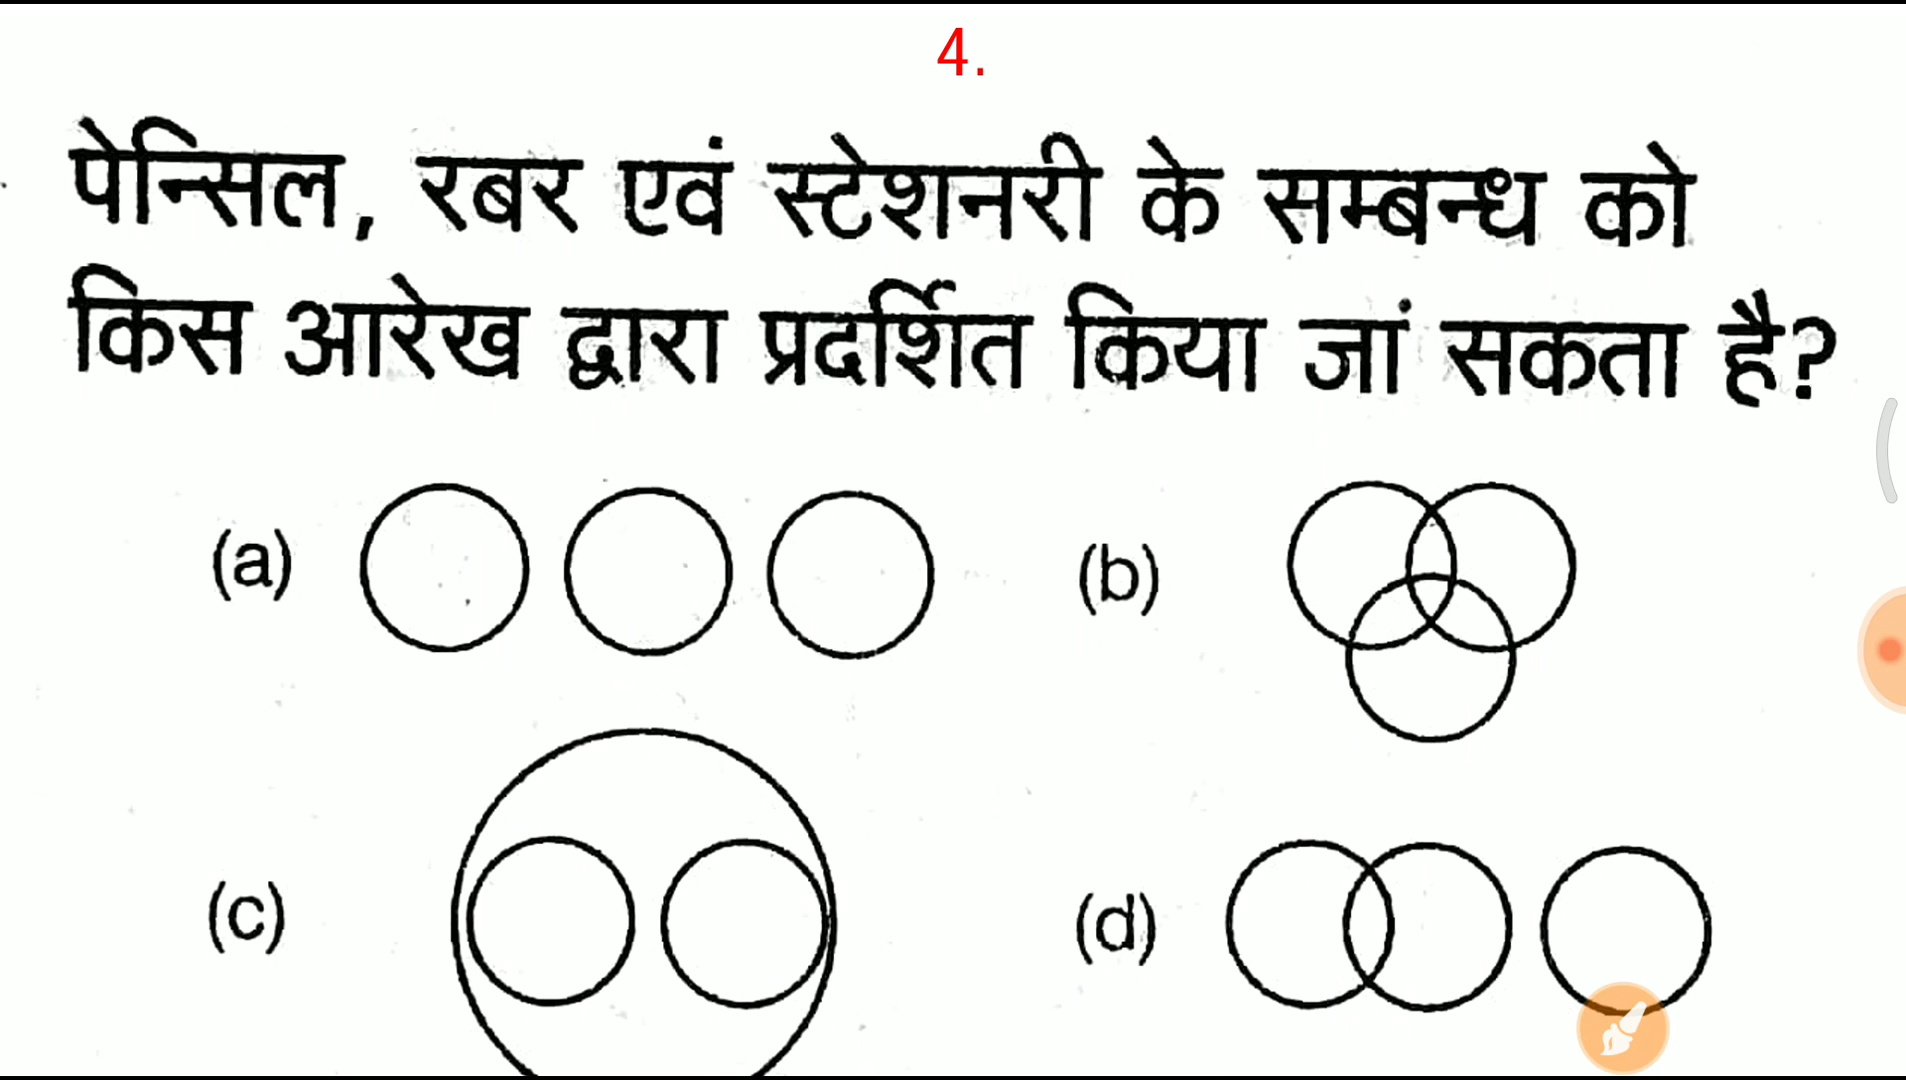 4.
पेन्सिल, रबर एवं स्टेशनरी के सम्बन्ध को
किस आरेख द्वारा प्रदर्शित किया जां सकता है?
(a) (b)
(c) (d)